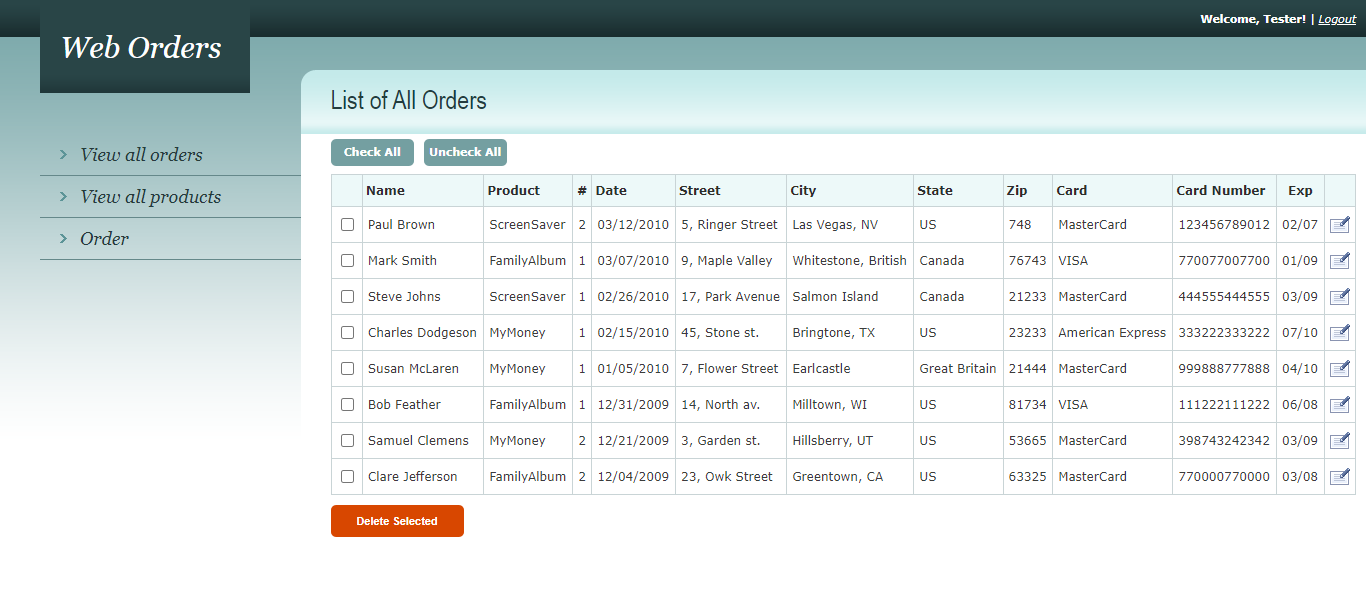 Welcome, Tester! | Logout
Web Orders
View all orders
View all products
Order
List of All Orders
Check All Uncheck All
Name Product # Date Street City State Zip Card Card Number Exp
Paul Brown ScreenSaver 2 03/12/2010 5, Ringer Street Las Vegas, NV US 748 MasterCard 123456789012 02/07
Mark Smith FamilyAlbum 1 03/07/2010 9, Maple Valley Whitestone, British Canada 76743 VISA 770077007700 01/09
Steve Johns ScreenSaver 1 02/26/2010 17, Park Avenue Salmon Island Canada 21233 MasterCard 444555444555 03/09
Charles Dodgeson MyMoney 1 02/15/2010 45, Stone st. Bringtone, TX US 23233 American Express 333222333222 07/10
Susan McLaren MyMoney 1 01/05/2010 7, Flower Street Earlcastle Great Britain 21444 MasterCard 999888777888 04/10
Bob Feather FamilyAlbum 1 12/31/2009 14, North av. Milltown, WI US 81734 VISA 111222111222 06/08
Samuel Clemens MyMoney 2 12/21/2009 3, Garden st. Hillsberry, UT US 53665 MasterCard 398743242342 03/09
Clare Jefferson FamilyAlbum 2 12/04/2009 23, Owk Street Greentown, CA US 63325 MasterCard 770000770000 03/08
Delete Selected